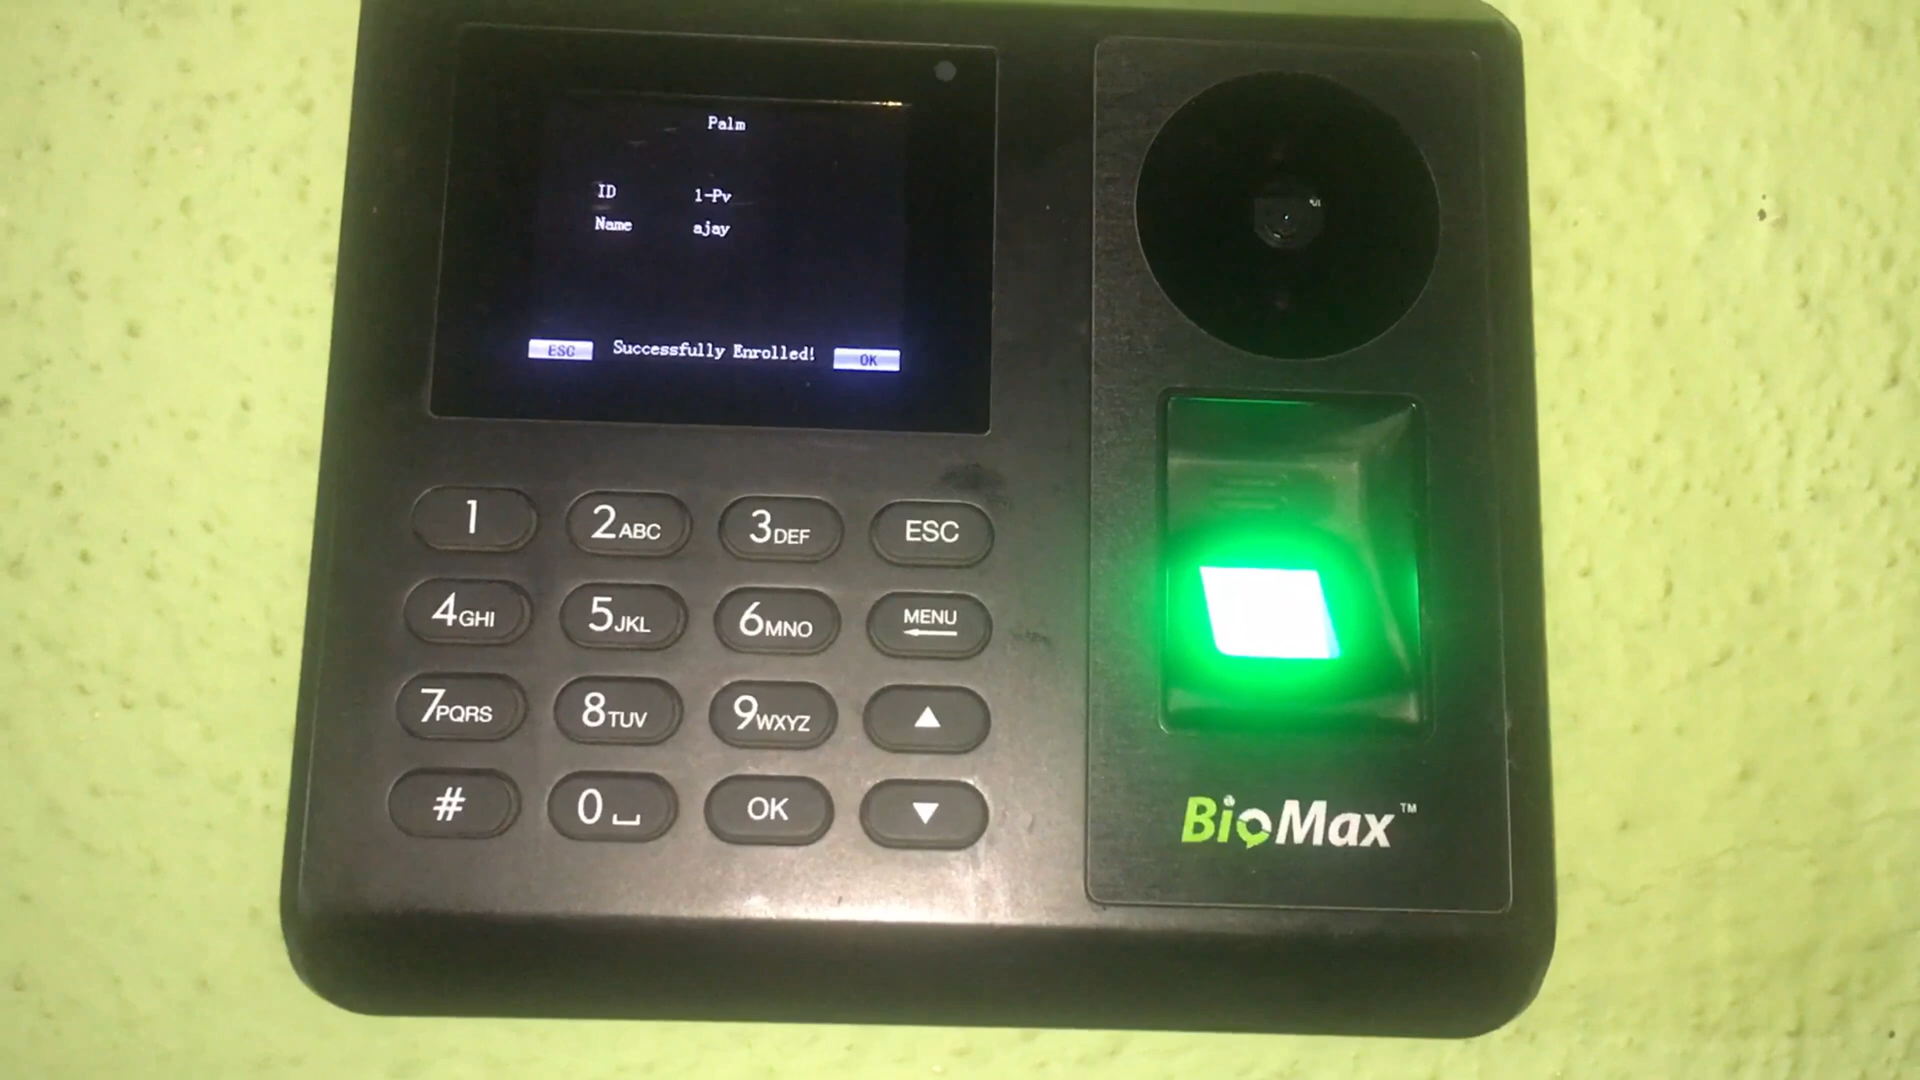 Palm
ID 1-Pv
Name ajay
ESC Successfully Enrolled! OK
1 2ABC 3DEF ESC
4GHI 5JKL 6MNO MENU
7PQRS 8TUV 9WXYZ ▲
# 0 OK ▼
BioMax™